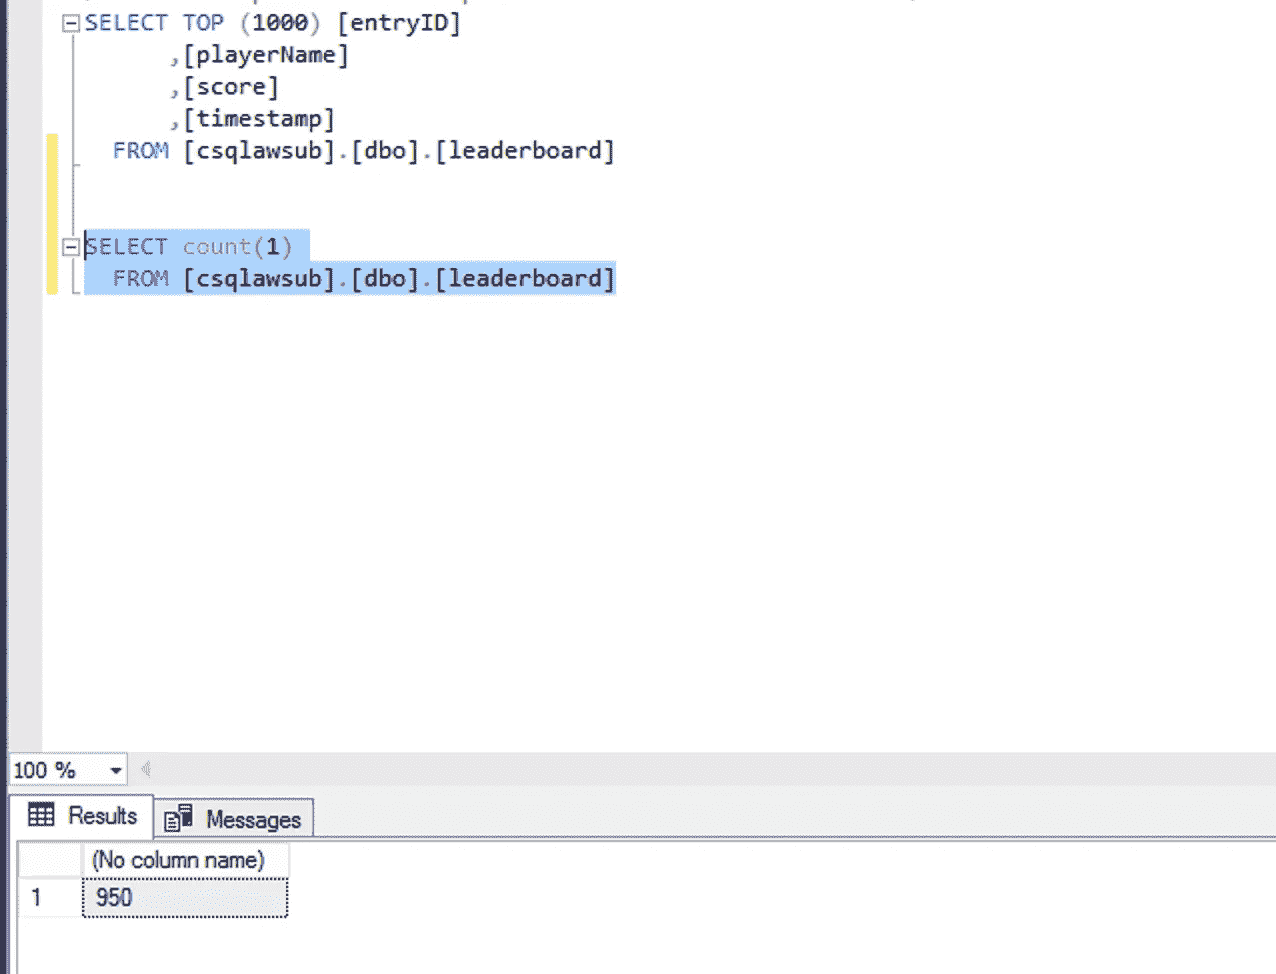 SELECT TOP (1000) [entryID]
,[playerName]
,[score]
,[timestamp]
FROM [csqlawsub].[dbo].[leaderboard]
SELECT count(1)
FROM [csqlawsub].[dbo].[leaderboard]
100 %
Results
Messages
(No column name)
1 950